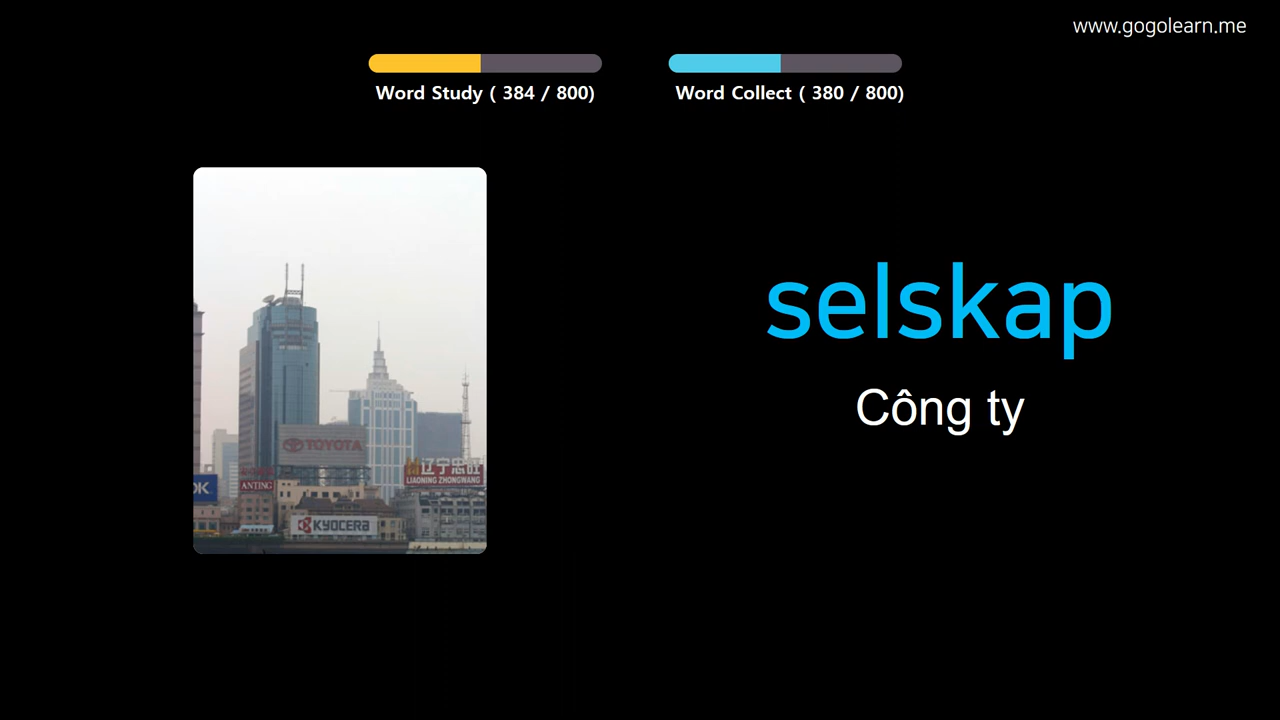 www.gogolearn.me
Word Study ( 384 / 800)
Word Collect ( 380 / 800)
selskap
Công ty
TOYOTA
辽宁忠旺
LIAONING ZHONGWANG
OK
ANTING
KYOCERA